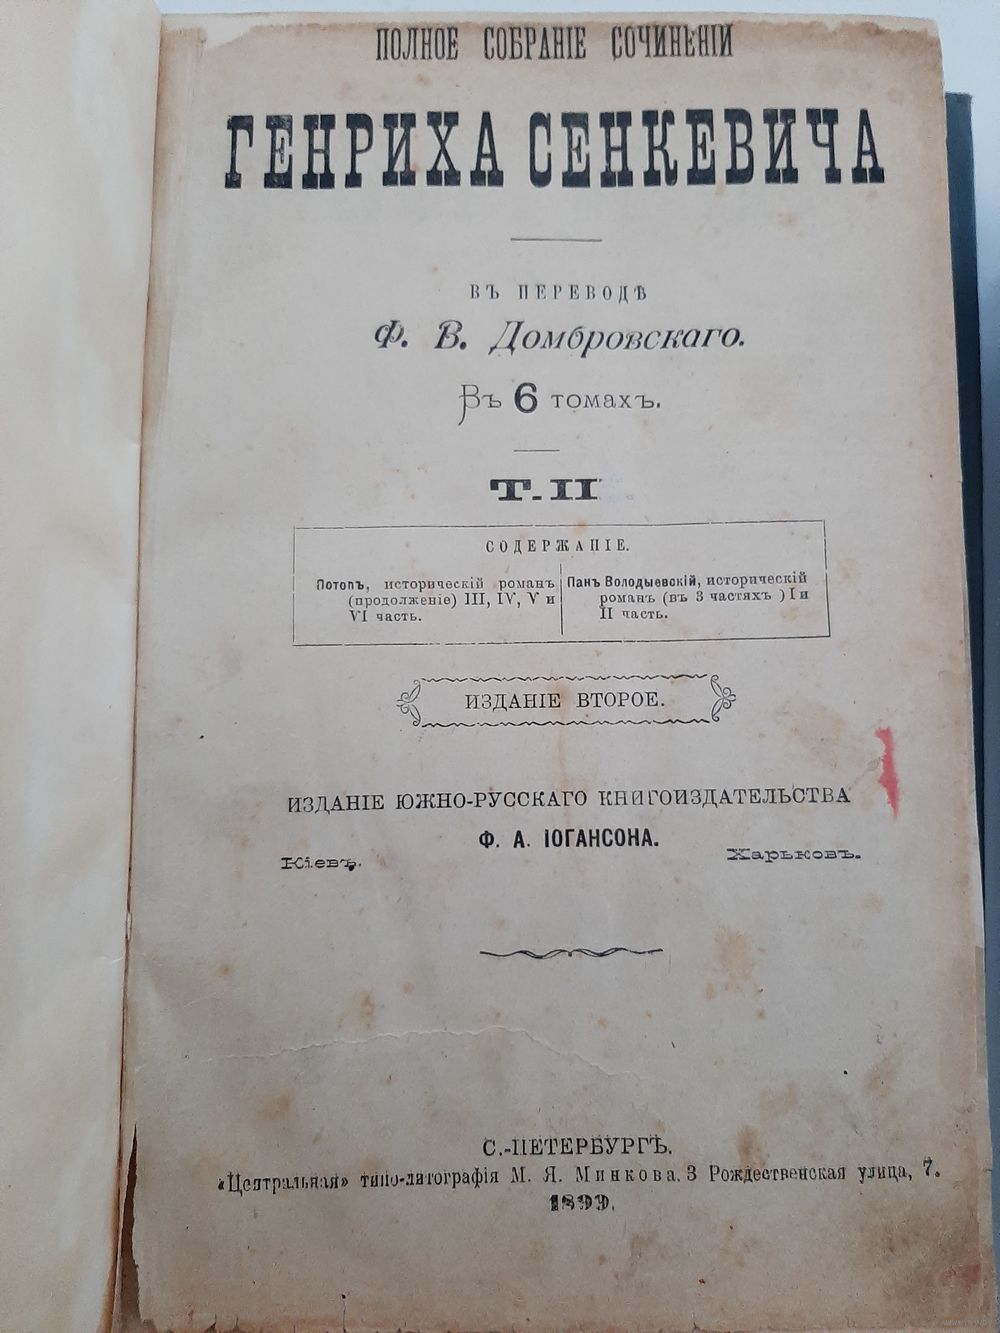 ПОЛНОЕ СОБРАНІЕ СОЧИНЕНІЙ
ГЕНРИХА СЕНКЕВИЧА
ВЪ ПЕРЕВОДѢ
Ф. В. Домбровскаго.
Въ 6 томахъ.
Т. II
СОДЕРЖАНІЕ.
Потопъ, историческій романъ
(продолженіе) III, IV, V и
VI часть.
Панъ Володыевскій, историческій
романъ (въ 3 частяхъ ) I и
II часть.
ИЗДАНІЕ ВТОРОЕ.
ИЗДАНІЕ ЮЖНО-РУССКАГО КНИГОИЗДАТЕЛЬСТВА
Ф. А. ІОГАНСОНА.
Кіевъ. Харьковъ.
С.-ПЕТЕРБУРГЪ.
«Центральная» типо-литографія М. Я. Минкова. 3 Рождественская улица, 7.
1899.